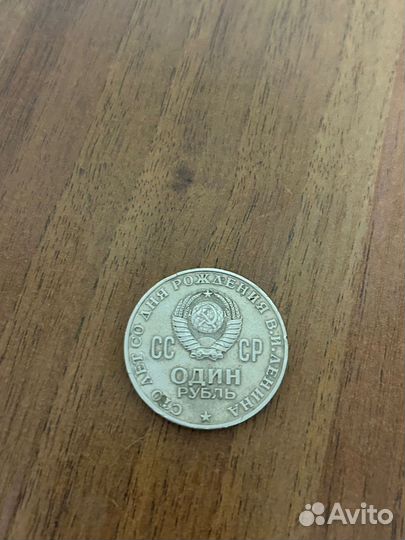 СТО ЛЕТ СО ДНЯ РОЖДЕНИЯ В.И.ЛЕНИНА
СС СР
ОДИН
РУБЛЬ
Avito